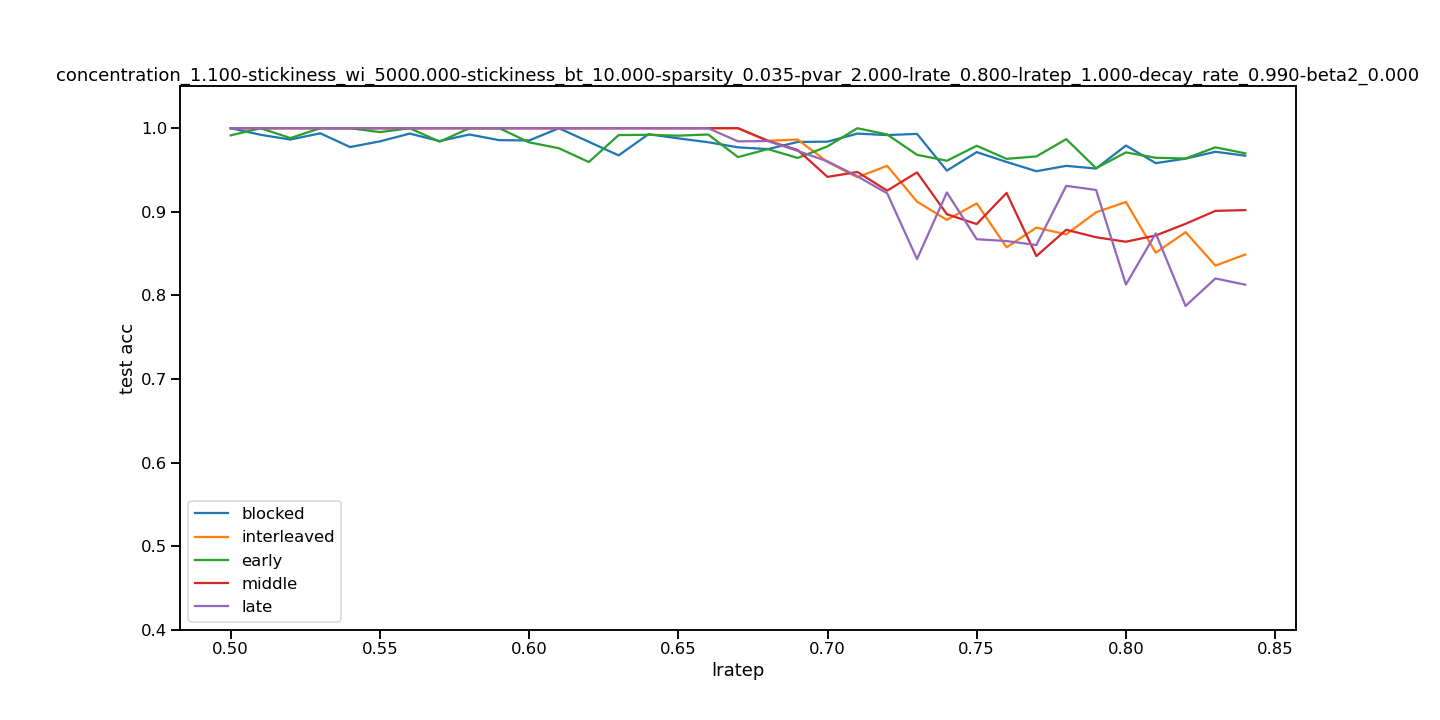 concentration_1.100-stickiness_wi_5000.000-stickiness_bt_10.000-sparsity_0.035-pvar_2.000-lrate_0.800-lratep_1.000-decay_rate_0.990-beta2_0.000
1.0
0.9
0.8
0.7
0.6
0.5
0.4
test acc
blocked
interleaved
early
middle
late
0.50 0.55 0.60 0.65 0.70 0.75 0.80 0.85
lratep